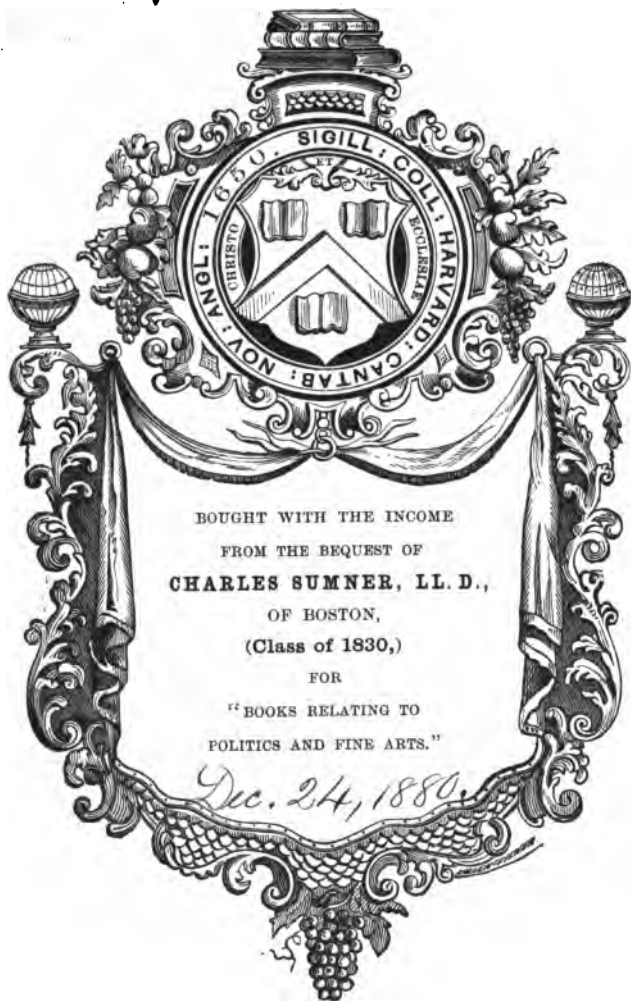 SIGILL: COLL: HARVARD: CANTAB: NOV: ANGL: 1650.
ET
CHRISTO
ECCLESIAE
BOUGHT WITH THE INCOME
FROM THE BEQUEST OF
CHARLES SUMNER, LL. D.,
OF BOSTON,
(Class of 1830,)
FOR
"BOOKS RELATING TO
POLITICS AND FINE ARTS."
Dec. 24, 1880.